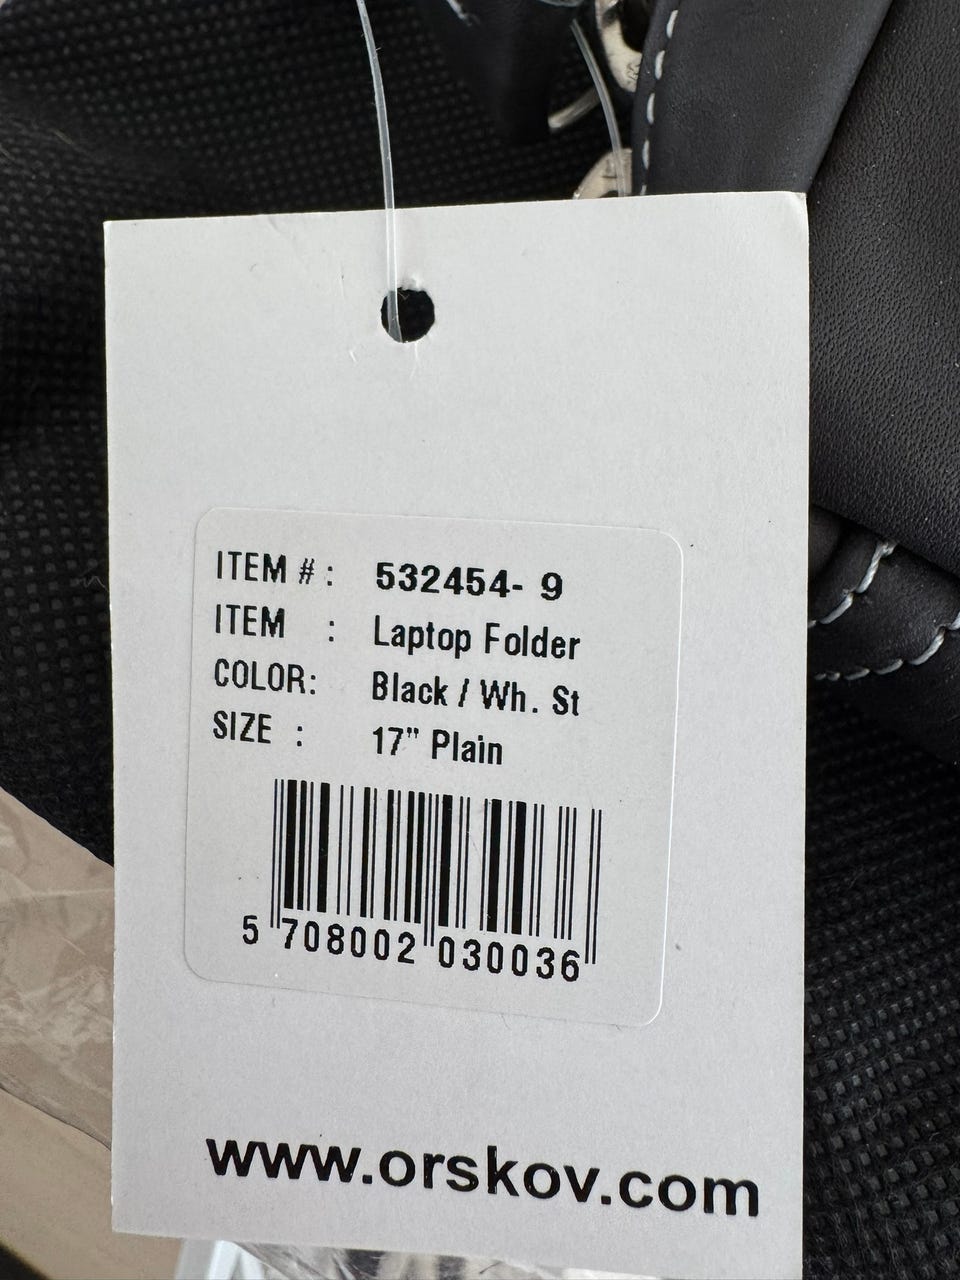 ITEM # : 532454- 9
ITEM : Laptop Folder
COLOR: Black / Wh. St
SIZE : 17" Plain
5 708002 030036
www.orskov.com